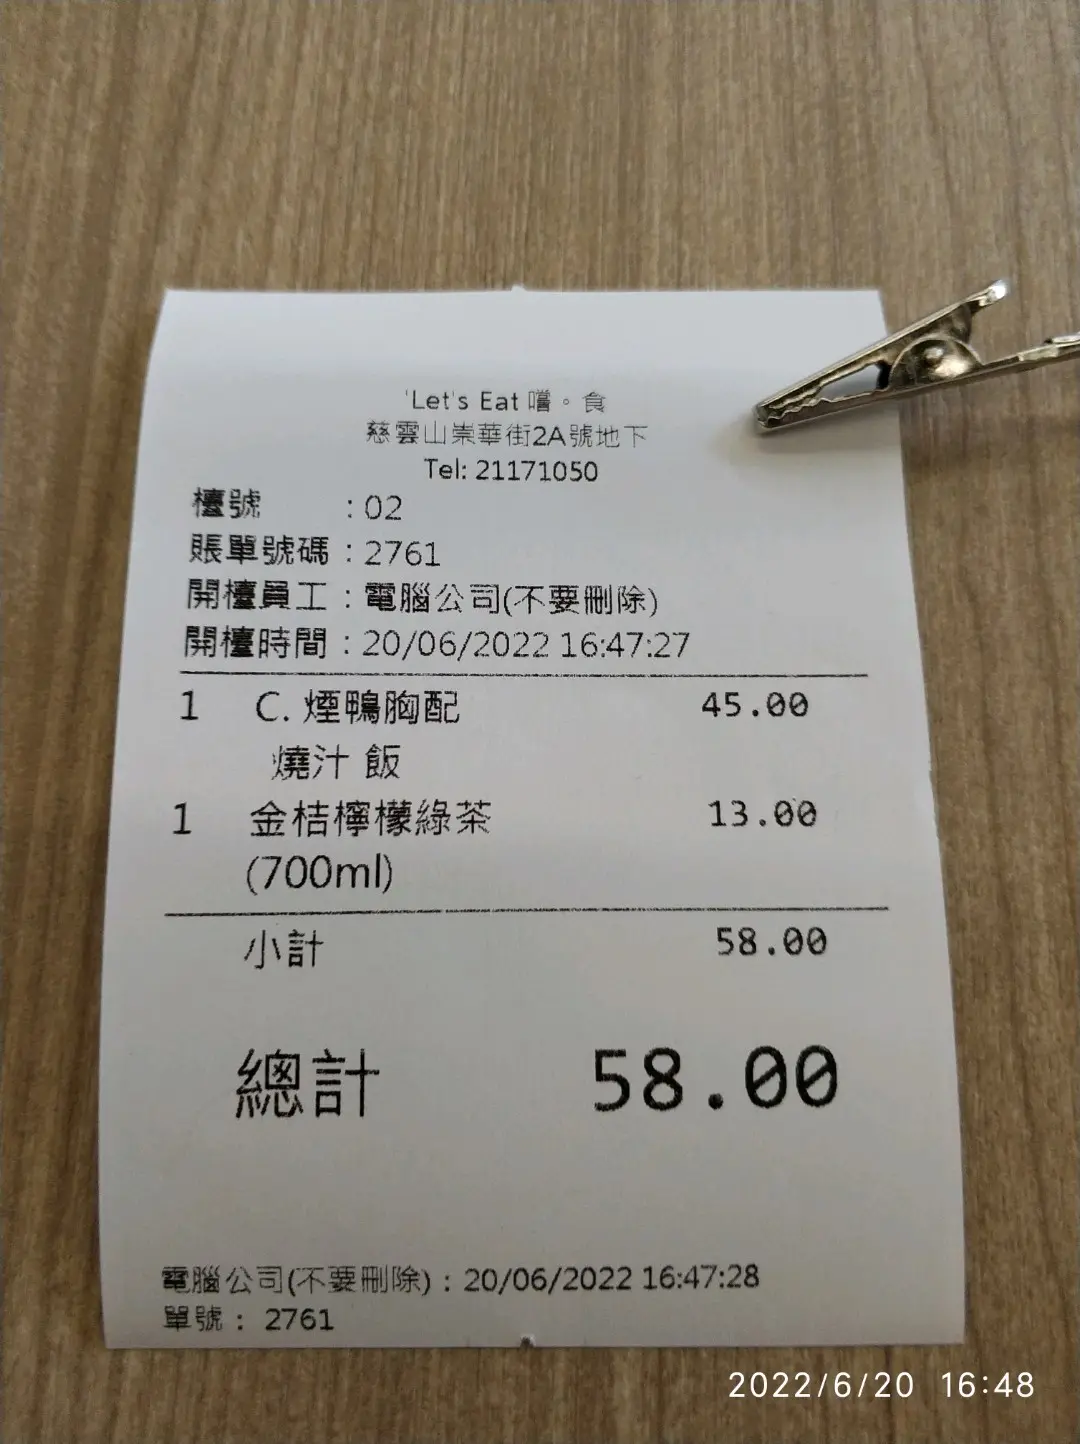 'Let's Eat 嚐。食
慈雲山崇華街2A號地下
Tel: 21171050
檯號 : 02
賬單號碼 : 2761
開檯員工 : 電腦公司(不要刪除)
開檯時間 : 20/06/2022 16:47:27
1 C. 煙鴨胸配 45.00
燒汁 飯
1 金桔檸檬綠茶 13.00
(700ml)
小計 58.00
總計 58.00
電腦公司(不要刪除) : 20/06/2022 16:47:28
單號 : 2761
2022/6/20 16:48